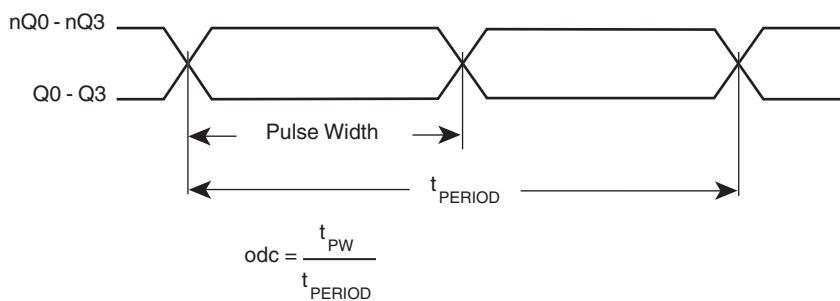 nQ0 - nQ3
Q0 - Q3
Pulse Width
tPERIOD
odc = tPW
tPERIOD